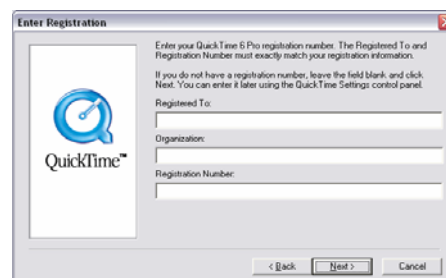 Enter Registration
Enter your QuickTime 6 Pro registration number. The Registered To and
Registration Number must exactly match your registration information.
If you do not have a registration number, leave the field blank and click
Next. You can enter it later using the QuickTime Settings control panel.
Registered To:
Organization:
Registration Number:
QuickTime™
< Back
Next >
Cancel